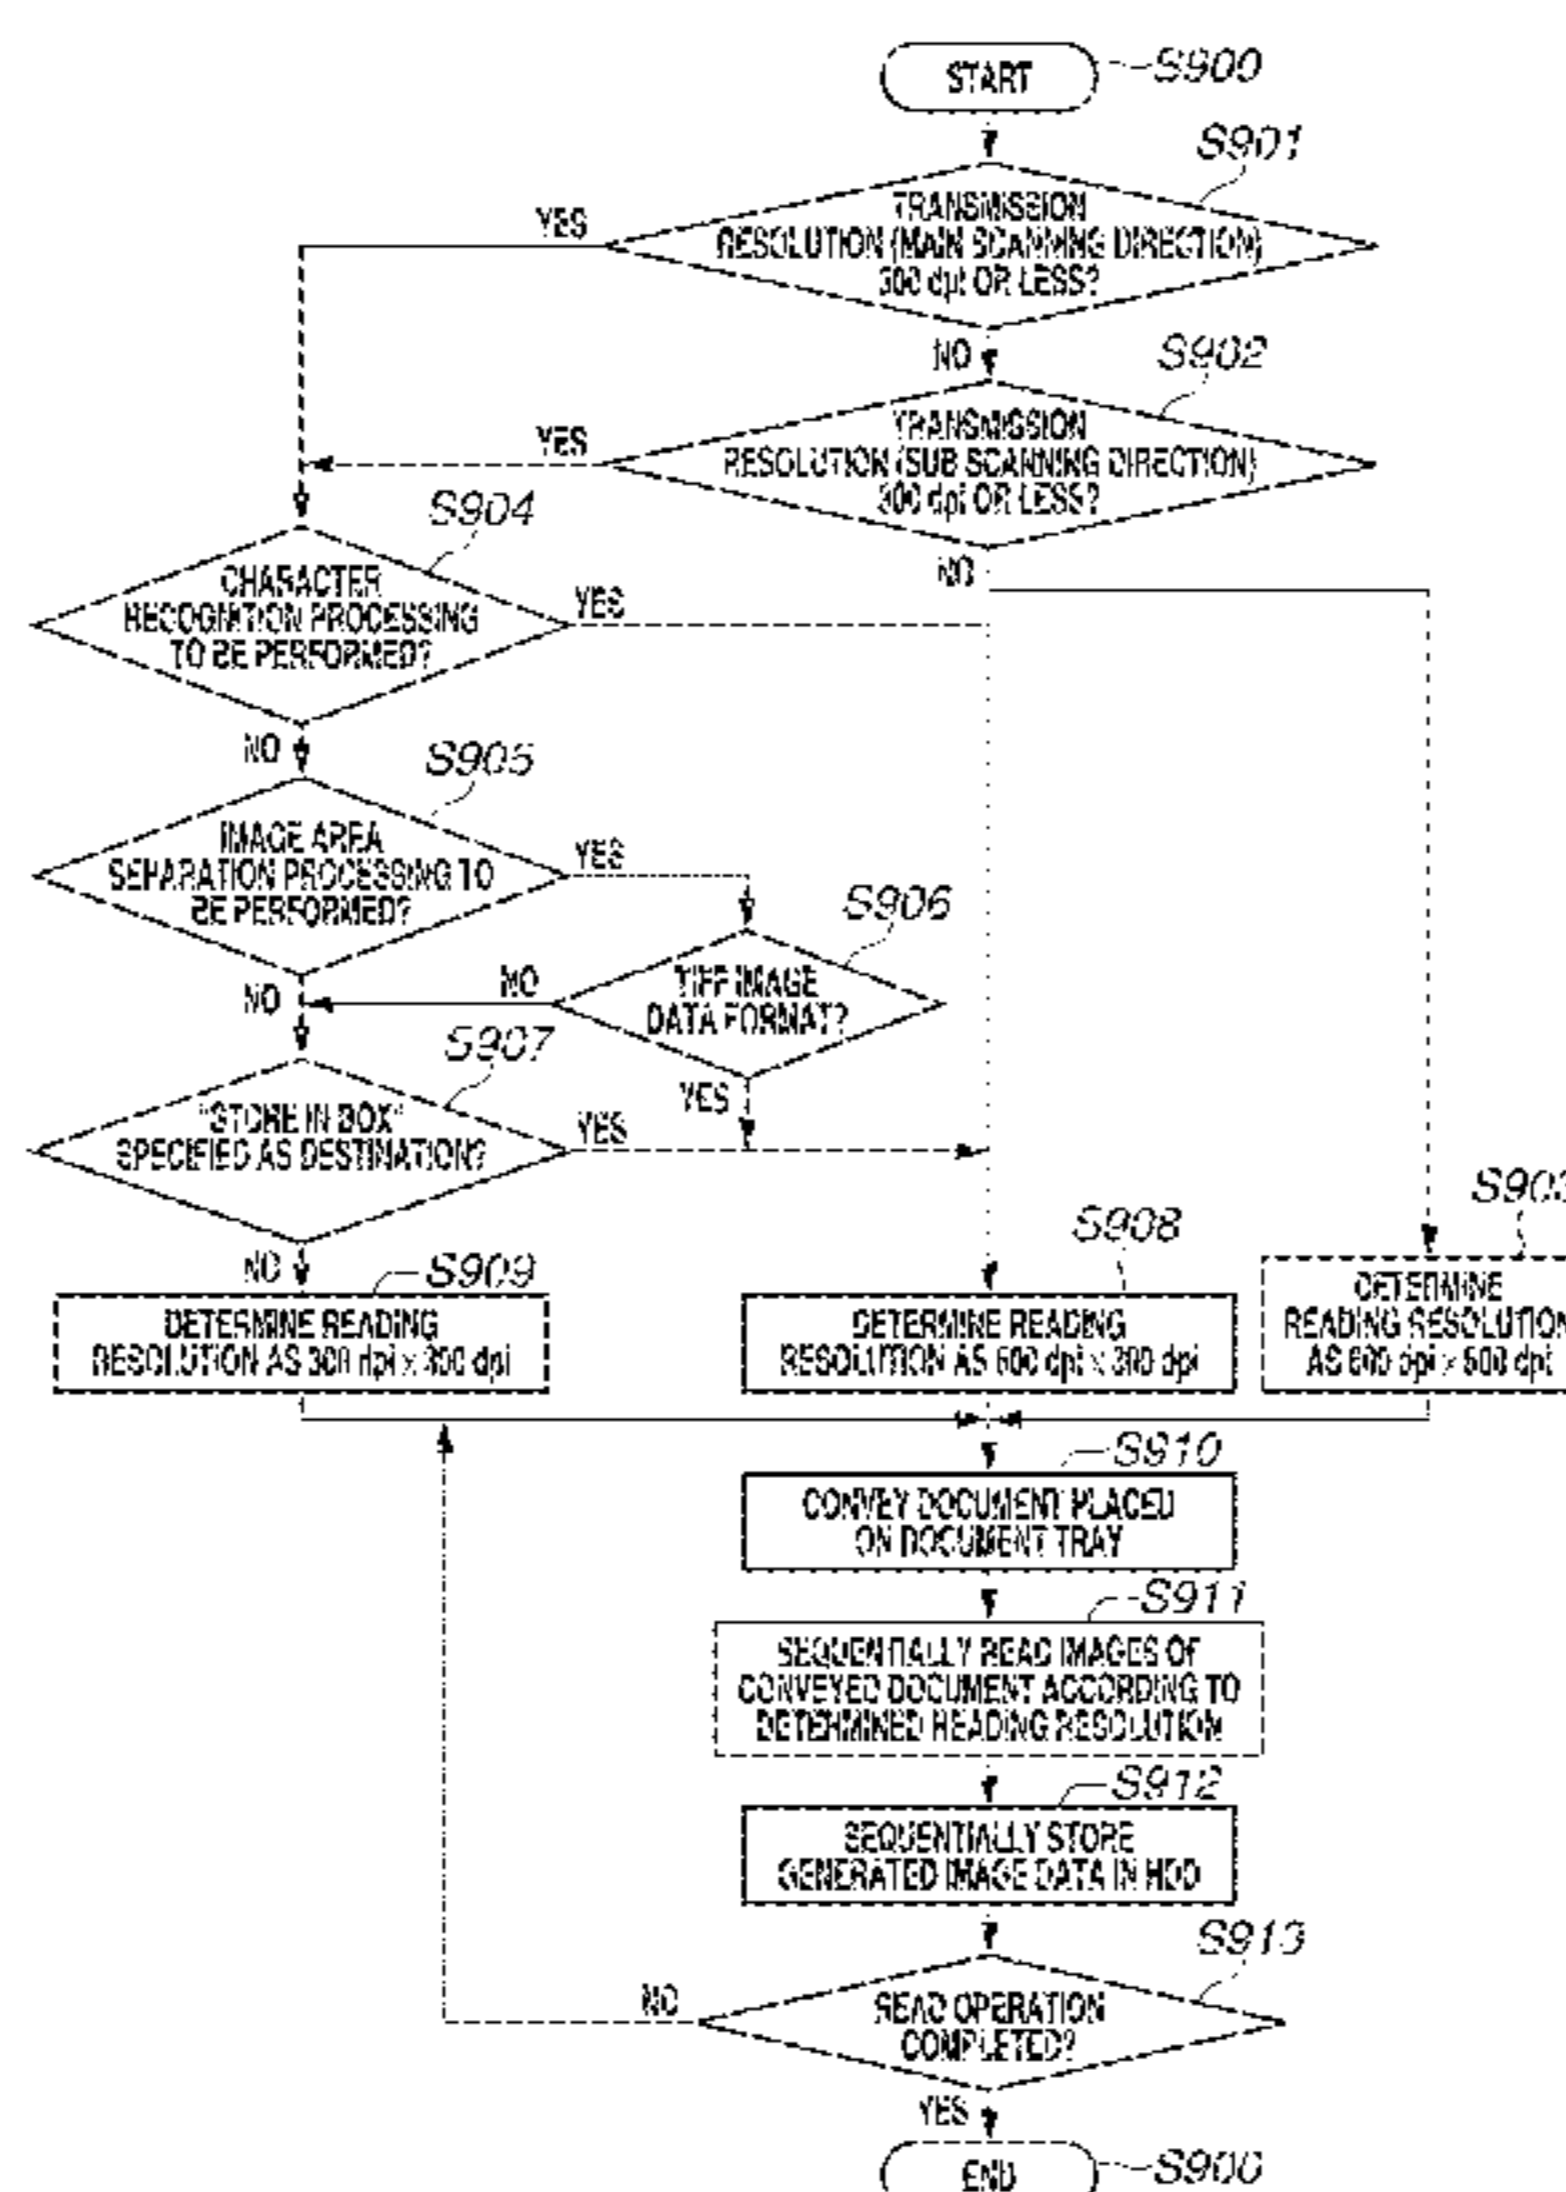 START
S900
S901
TRANSMISSION
RESOLUTION (MAIN SCANNING DIRECTION)
300 dpi OR LESS?
YES
NO
S902
TRANSMISSION
RESOLUTION (SUB SCANNING DIRECTION)
300 dpi OR LESS?
YES
NO
S904
CHARACTER
RECOGNITION PROCESSING
TO BE PERFORMED?
YES
NO
S905
IMAGE AREA
SEPARATION PROCESSING TO
BE PERFORMED?
YES
NO
S906
TIFF IMAGE
DATA FORMAT?
NO
YES
S907
"STORE IN BOX"
SPECIFIED AS DESTINATION?
YES
NO
S909
DETERMINE READING
RESOLUTION AS 300 dpi × 300 dpi
S908
DETERMINE READING
RESOLUTION AS 600 dpi × 300 dpi
DETERMINE
READING RESOLUTION
AS 600 dpi × 600 dpi
S910
CONVEY DOCUMENT PLACED
ON DOCUMENT TRAY
S911
SEQUENTIALLY READ IMAGES OF
CONVEYED DOCUMENT ACCORDING TO
DETERMINED READING RESOLUTION
S912
SEQUENTIALLY STORE
GENERATED IMAGE DATA IN HDD
S913
READ OPERATION
COMPLETED?
NO
YES
END
S900